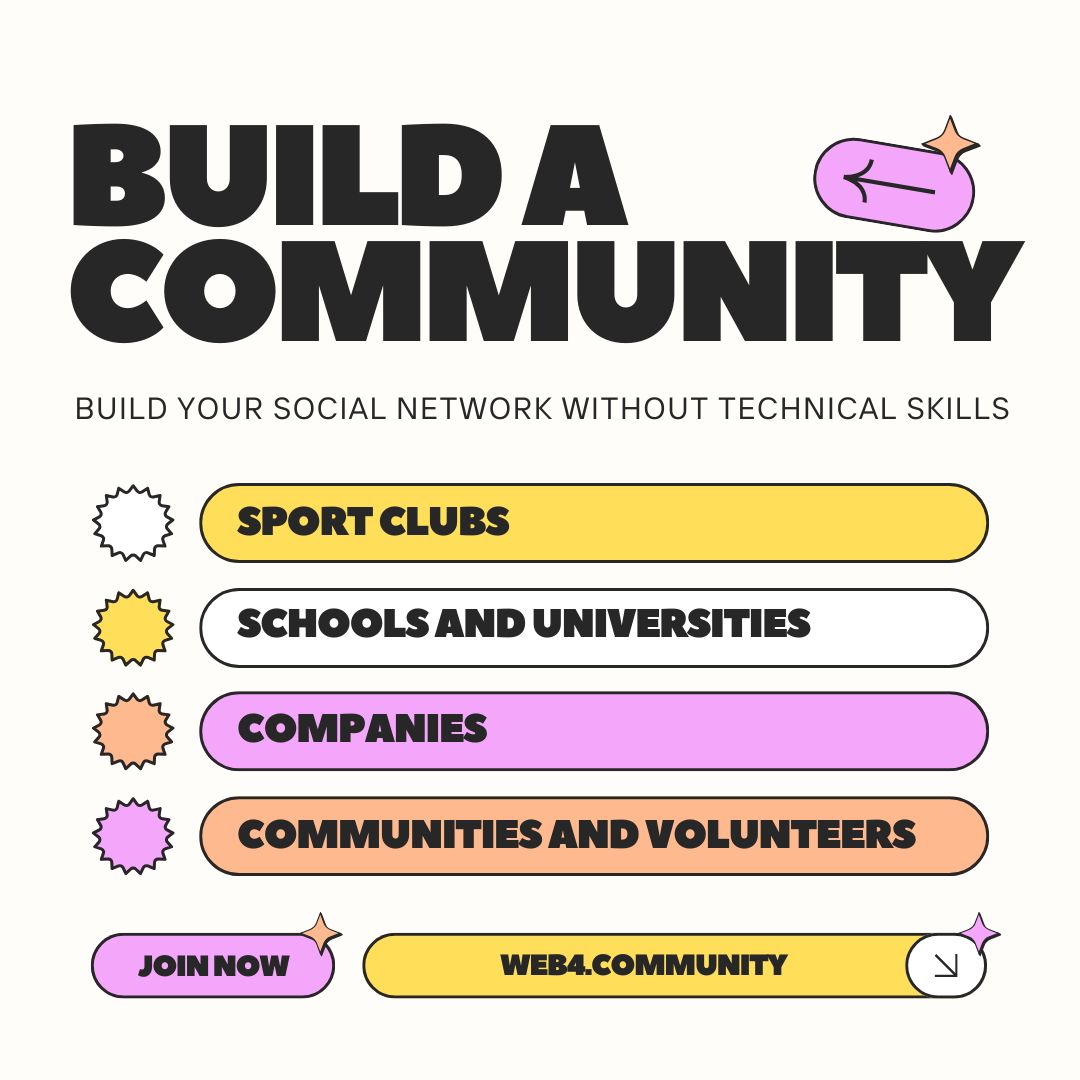 BUILD A
COMMUNITY
BUILD YOUR SOCIAL NETWORK WITHOUT TECHNICAL SKILLS
SPORT CLUBS
SCHOOLS AND UNIVERSITIES
COMPANIES
COMMUNITIES AND VOLUNTEERS
JOIN NOW
WEB4.COMMUNITY